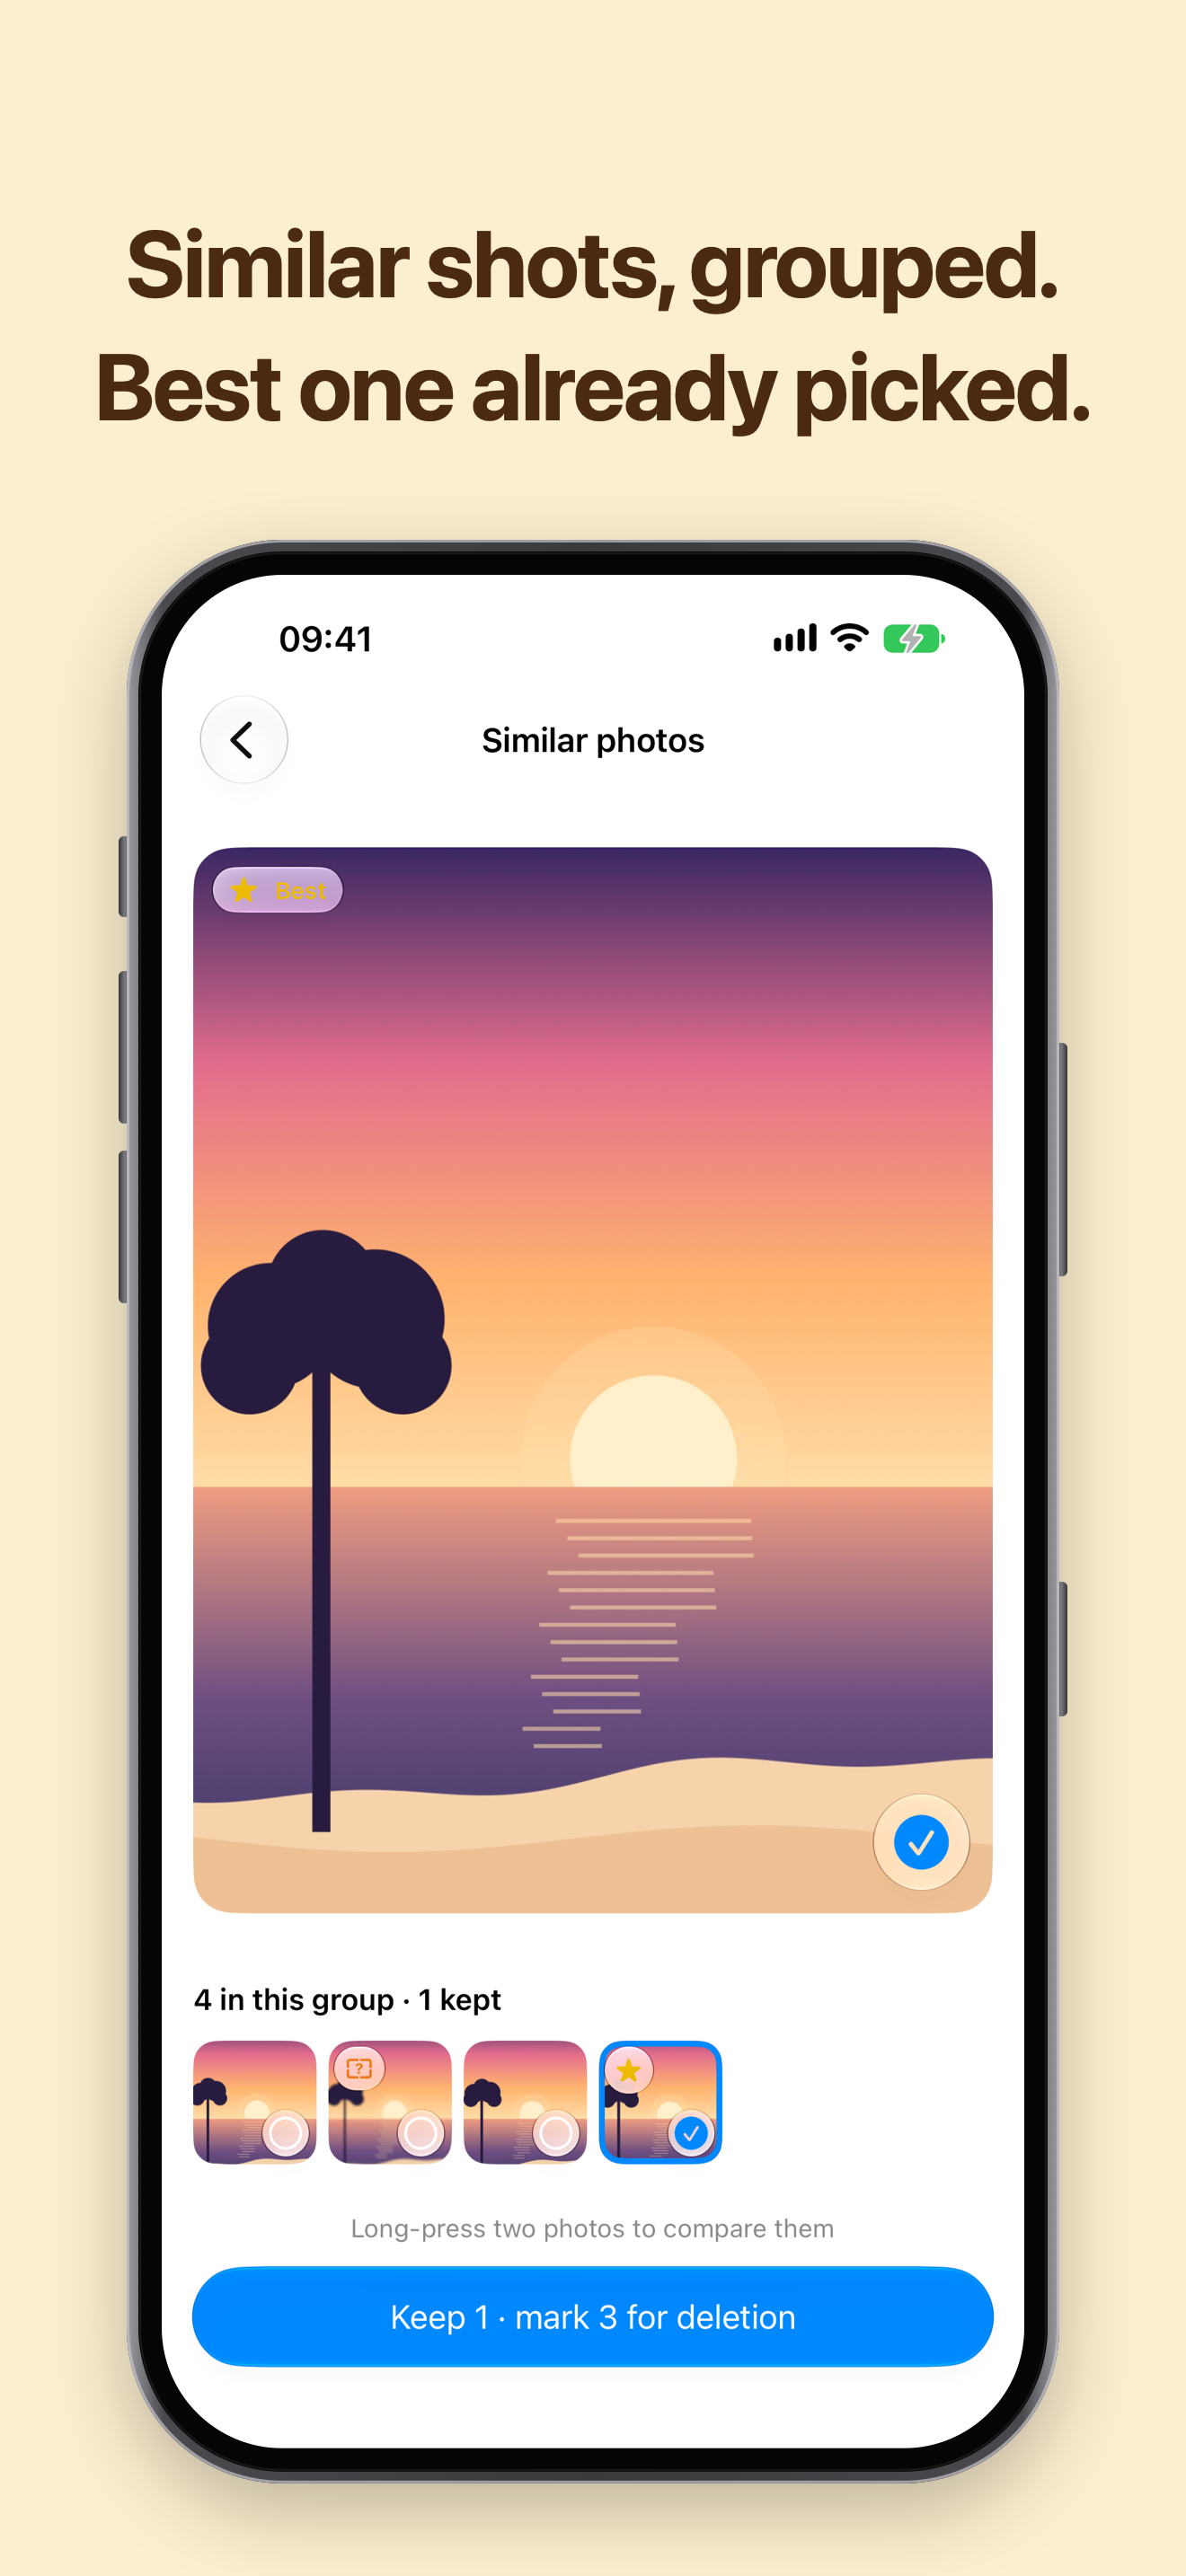 Similar shots, grouped.
Best one already picked.
09:41
Similar photos
Best
4 in this group · 1 kept
?
Long-press two photos to compare them
Keep 1 · mark 3 for deletion